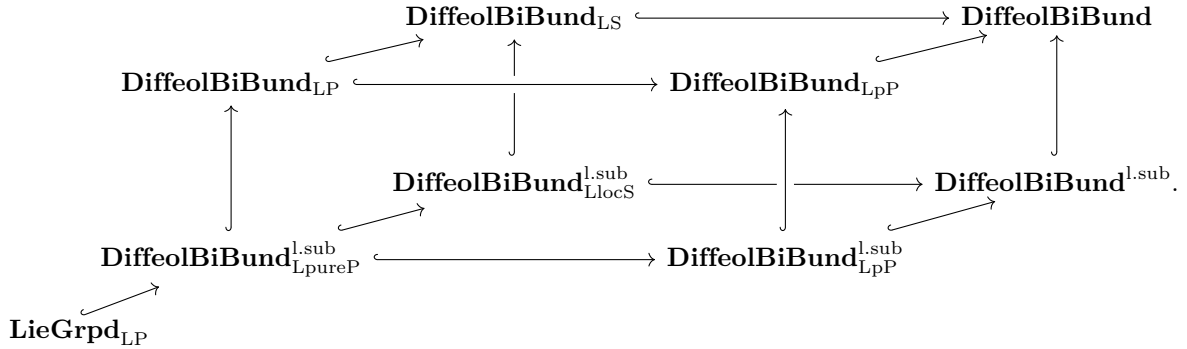 DiffeolBiBund_LS DiffeolBiBund
DiffeolBiBund_LP DiffeolBiBund_LpP
DiffeolBiBund^l.sub_LlocS DiffeolBiBund^l.sub.
DiffeolBiBund^l.sub_LpureP DiffeolBiBund^l.sub_LpP
LieGrpd_LP